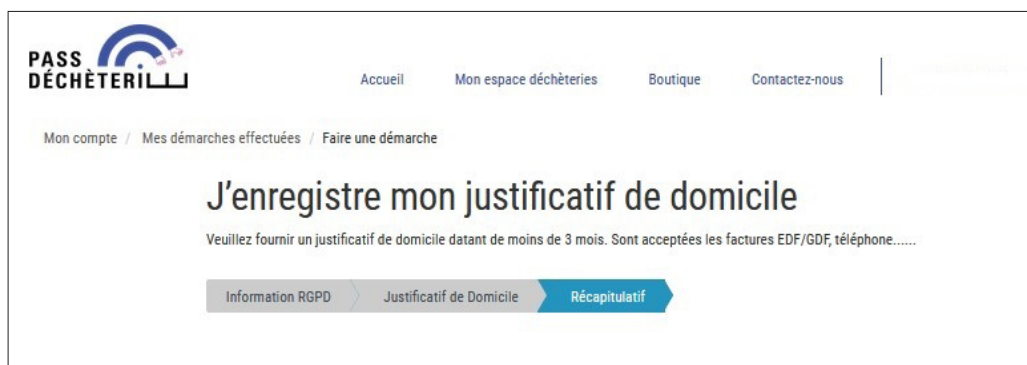 PASS
DÉCHÈTERIE
Accueil Mon espace déchèteries Boutique Contactez-nous
Mon compte / Mes démarches effectuées / Faire une démarche
J'enregistre mon justificatif de domicile
Veuillez fournir un justificatif de domicile datant de moins de 3 mois. Sont acceptées les factures EDF/GDF, téléphone......
Information RGPD Justificatif de Domicile Récapitulatif